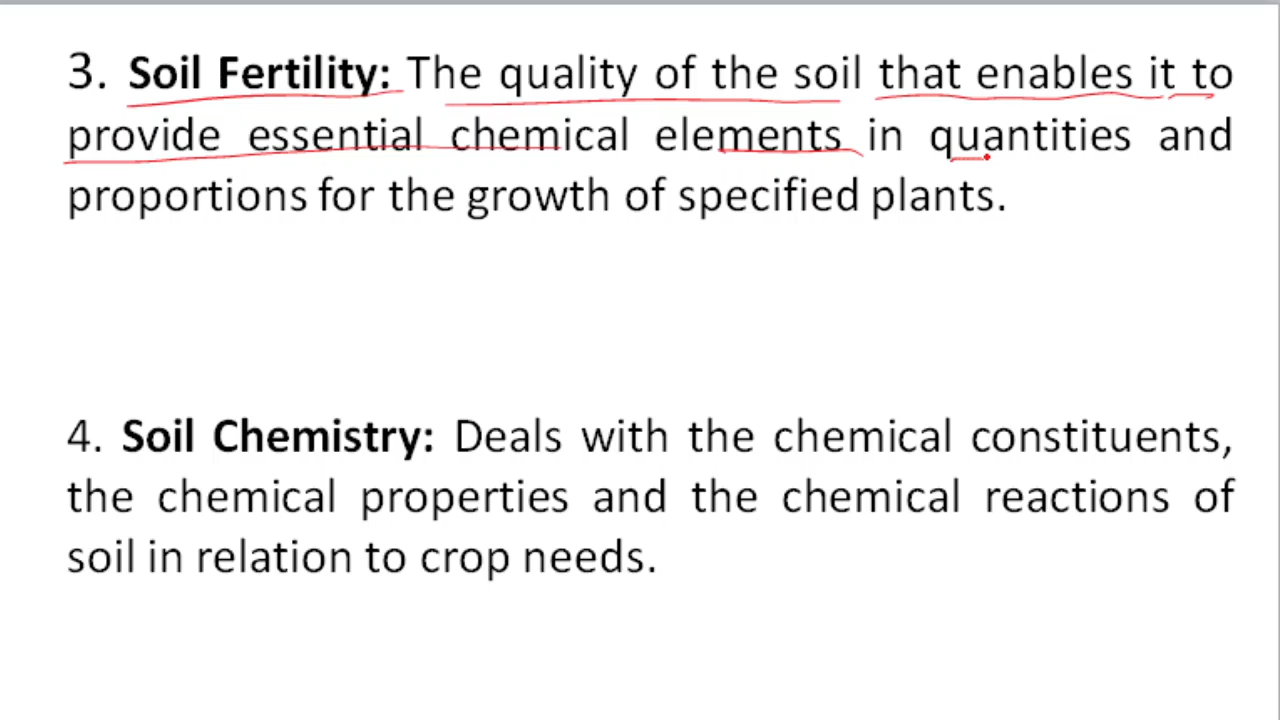 3. Soil Fertility: The quality of the soil that enables it to
provide essential chemical elements in quantities and
proportions for the growth of specified plants.
4. Soil Chemistry: Deals with the chemical constituents,
the chemical properties and the chemical reactions of
soil in relation to crop needs.